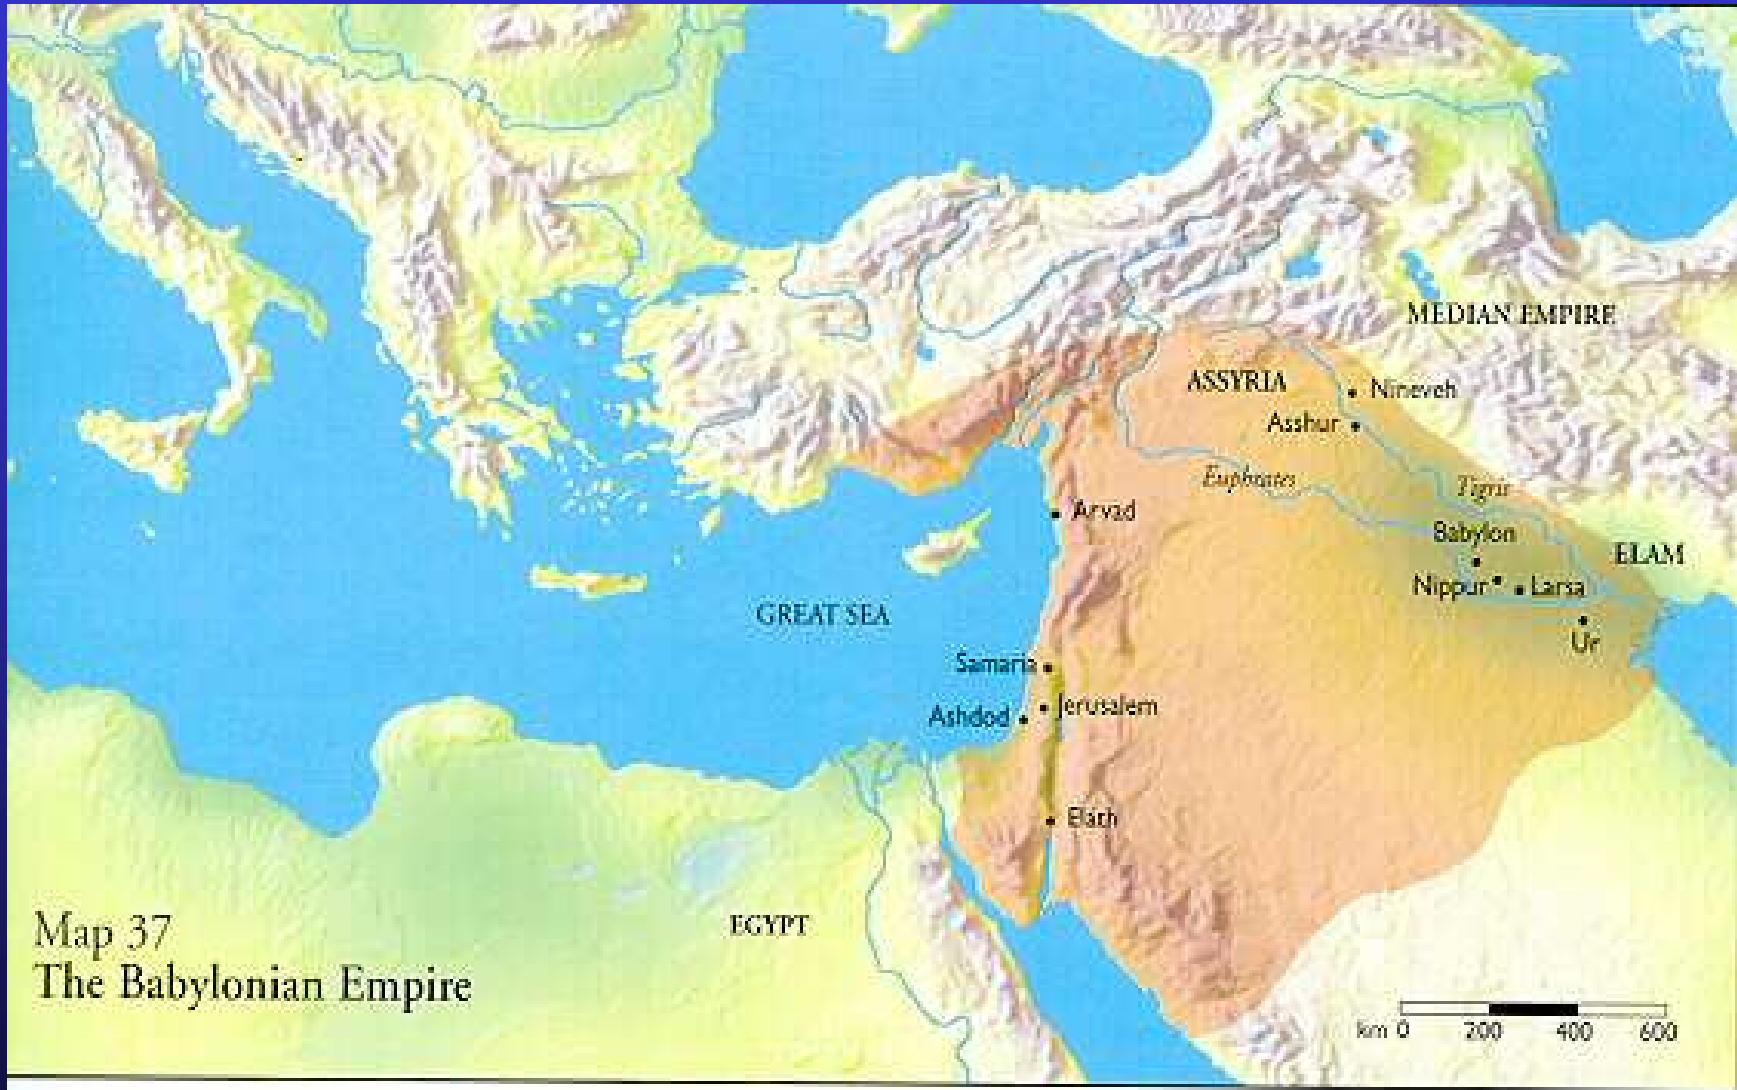 MEDIAN EMPIRE
ASSYRIA
Nineveh
Asshur
Euphrates
Tigris
Arvad
Babylon
ELAM
Nippur
Larsa
GREAT SEA
Ur
Samaria
Jerusalem
Ashdod
Elath
EGYPT
Map 37
The Babylonian Empire
km 0 200 400 600